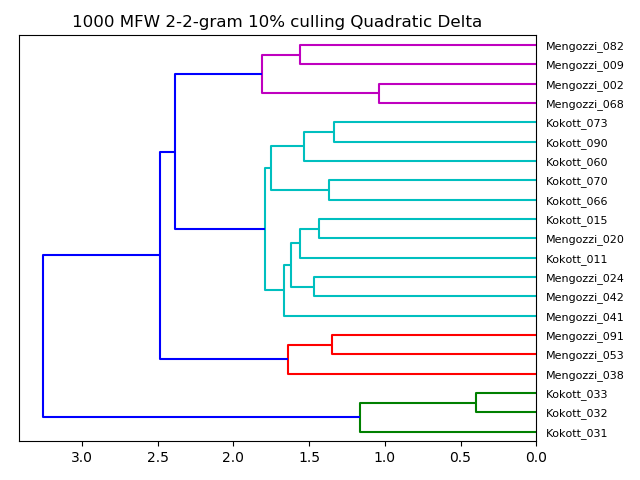 1000 MFW 2-2-gram 10% culling Quadratic Delta
Mengozzi_082
Mengozzi_009
Mengozzi_002
Mengozzi_068
Kokott_073
Kokott_090
Kokott_060
Kokott_070
Kokott_066
Kokott_015
Mengozzi_020
Kokott_011
Mengozzi_024
Mengozzi_042
Mengozzi_041
Mengozzi_091
Mengozzi_053
Mengozzi_038
Kokott_033
Kokott_032
Kokott_031
3.0 2.5 2.0 1.5 1.0 0.5 0.0